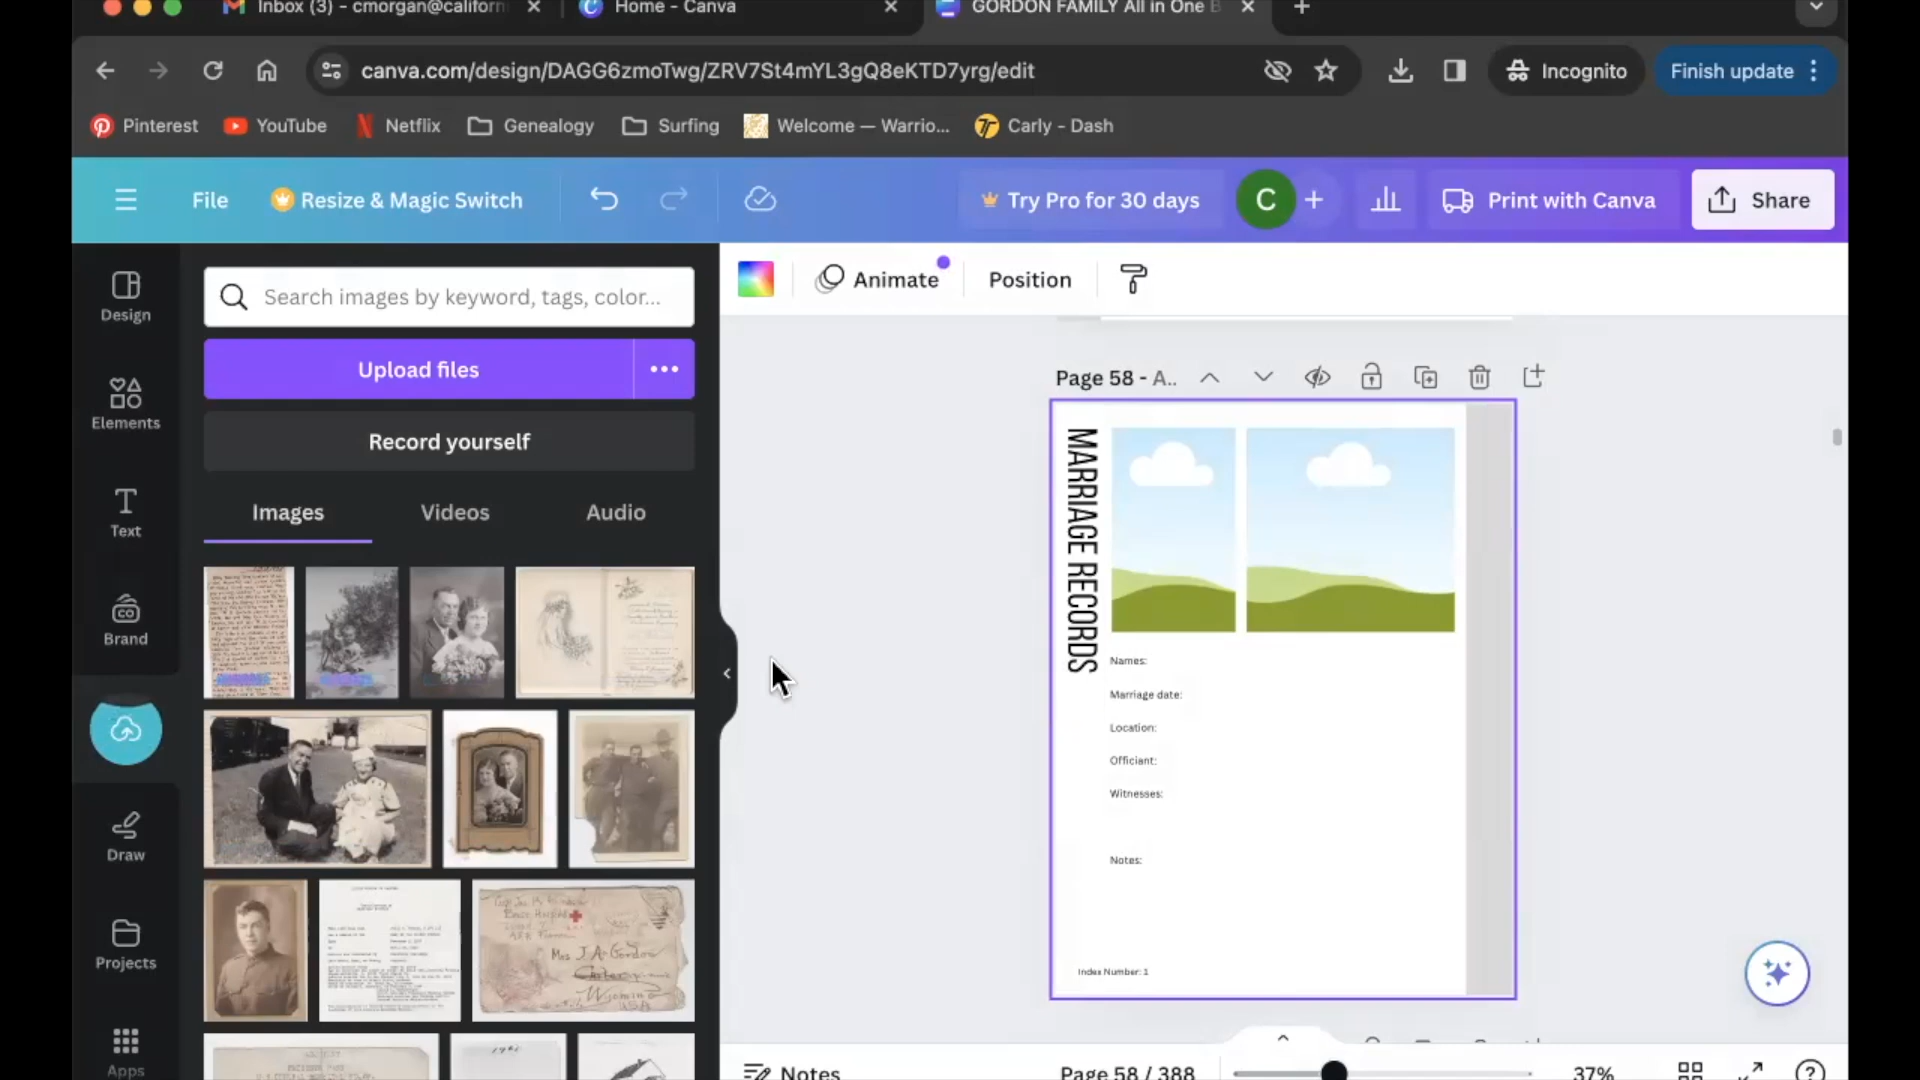 Inbox (3) - cmorgan@californ
Home - Canva
GORDON FAMILY All in One B
canva.com/design/DAGG6zmoTwg/ZRV7St4mYL3gQ8eKTD7yrg/edit
Incognito
Finish update
Pinterest
YouTube
Netflix
Genealogy
Surfing
Welcome — Warrio...
Carly - Dash
File
Resize & Magic Switch
Try Pro for 30 days
C
Print with Canva
Share
Design
Elements
Text
Brand
Draw
Projects
Apps
Search images by keyword, tags, color...
Upload files
Record yourself
Images
Videos
Audio
Mrs J.A. Gordon
Wyoming
USA
Animate
Position
Page 58 - A..
MARRIAGE RECORDS
Names:
Marriage date:
Location:
Officiant:
Witnesses:
Notes:
Index Number: 1
Notes
Page 58 / 388
37%